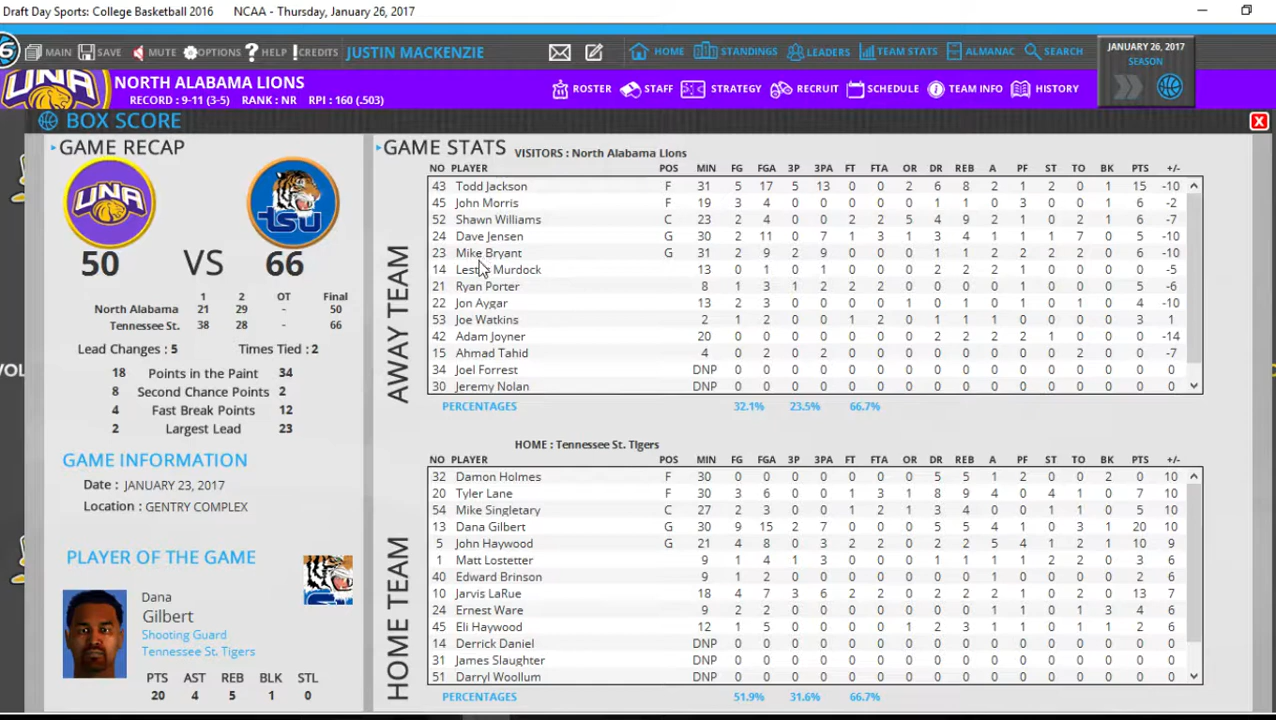 Draft Day Sports: College Basketball 2016 NCAA - Thursday, January 26, 2017
MAIN SAVE MUTE OPTIONS HELP CREDITS JUSTIN MACKENZIE HOME STANDINGS LEADERS TEAM STATS ALMANAC SEARCH
JANUARY 26, 2017
SEASON
UNA NORTH ALABAMA LIONS
RECORD : 9-11 (3-5) RANK : NR RPI : 160 (.503)
ROSTER STAFF STRATEGY RECRUIT SCHEDULE TEAM INFO HISTORY
BOX SCORE X
GAME RECAP
UNA tsu
50 VS 66
1 2 OT Final
North Alabama 21 29 - 50
Tennessee St. 38 28 - 66
Lead Changes : 5 Times Tied : 2
18 Points in the Paint 34
8 Second Chance Points 2
4 Fast Break Points 12
2 Largest Lead 23
GAME INFORMATION
Date : JANUARY 23, 2017
Location : GENTRY COMPLEX
PLAYER OF THE GAME
Dana
Gilbert
Shooting Guard
Tennessee St. Tigers
PTS AST REB BLK STL
20 4 5 1 0
GAME STATS VISITORS : North Alabama Lions
AWAY TEAM
NO PLAYER POS MIN FG FGA 3P 3PA FT FTA OR DR REB A PF ST TO BK PTS +/-
43 Todd Jackson F 31 5 17 5 13 0 0 2 6 8 2 1 2 0 1 15 -10
45 John Morris F 19 3 4 0 0 0 0 0 1 1 0 3 0 0 0 6 -2
52 Shawn Williams C 23 2 4 0 0 2 2 5 4 9 1 0 2 1 6 -7
24 Dave Jensen G 30 2 11 0 7 1 3 1 3 4 1 1 1 7 0 5 -10
23 Mike Bryant G 31 2 9 2 9 0 0 0 1 1 2 2 2 2 0 6 -10
14 Murdock 13 0 1 0 1 0 0 0 2 2 2 1 0 0 0 0 -5
21 Ryan Porter 8 1 3 1 2 2 2 0 0 0 0 1 0 0 0 5 -6
22 Jon Aygar 13 2 3 0 0 0 0 1 0 1 0 1 0 1 0 4 -10
53 Joe Watkins 2 1 2 0 0 1 2 0 1 1 1 0 0 0 0 3 1
42 Adam Joyner 20 0 0 0 0 0 0 0 2 2 2 2 1 0 0 0 -14
15 Ahmad Tahid 4 0 2 0 2 0 0 0 0 0 0 0 0 2 0 0 -7
34 Joel Forrest DNP 0 0 0 0 0 0 0 0 0 0 0 0 0 0 0 0
30 Jeremy Nolan DNP 0 0 0 0 0 0 0 0 0 0 0 0 0 0 0 0
PERCENTAGES 32.1% 23.5% 66.7%
HOME : Tennessee St. Tigers
HOME TEAM
NO PLAYER POS MIN FG FGA 3P 3PA FT FTA OR DR REB A PF ST TO BK PTS +/-
32 Damon Holmes F 30 0 0 0 0 0 0 0 5 5 1 2 0 0 2 0 10
20 Tyler Lane F 30 3 6 0 0 1 3 1 8 9 4 0 4 1 0 7 10
54 Mike Singletary C 27 2 3 0 0 1 2 1 3 4 0 0 1 1 0 5 10
13 Dana Gilbert G 30 9 15 2 7 0 0 0 5 5 4 1 0 3 1 20 10
5 John Haywood G 21 4 8 0 3 2 2 0 2 2 5 4 1 2 1 10 9
1 Matt Lostetter 9 1 4 1 3 0 0 0 1 1 1 1 2 2 0 3 6
40 Edward Brinson 9 1 2 0 0 0 0 0 0 0 1 0 0 0 0 2 6
10 Jarvis LaRue 18 4 7 3 6 2 2 0 2 2 2 1 0 2 0 13 7
24 Ernest Ware 9 2 2 0 0 0 0 0 0 0 1 1 0 1 3 4 6
45 Eli Haywood 12 1 5 0 0 0 0 1 2 3 1 1 0 1 1 2 6
14 Derrick Daniel DNP 0 0 0 0 0 0 0 0 0 0 0 0 0 0 0 0
31 James Slaughter DNP 0 0 0 0 0 0 0 0 0 0 0 0 0 0 0 0
51 Darryl Woollum DNP 0 0 0 0 0 0 0 0 0 0 0 0 0 0 0 0
PERCENTAGES 51.9% 31.6% 66.7%